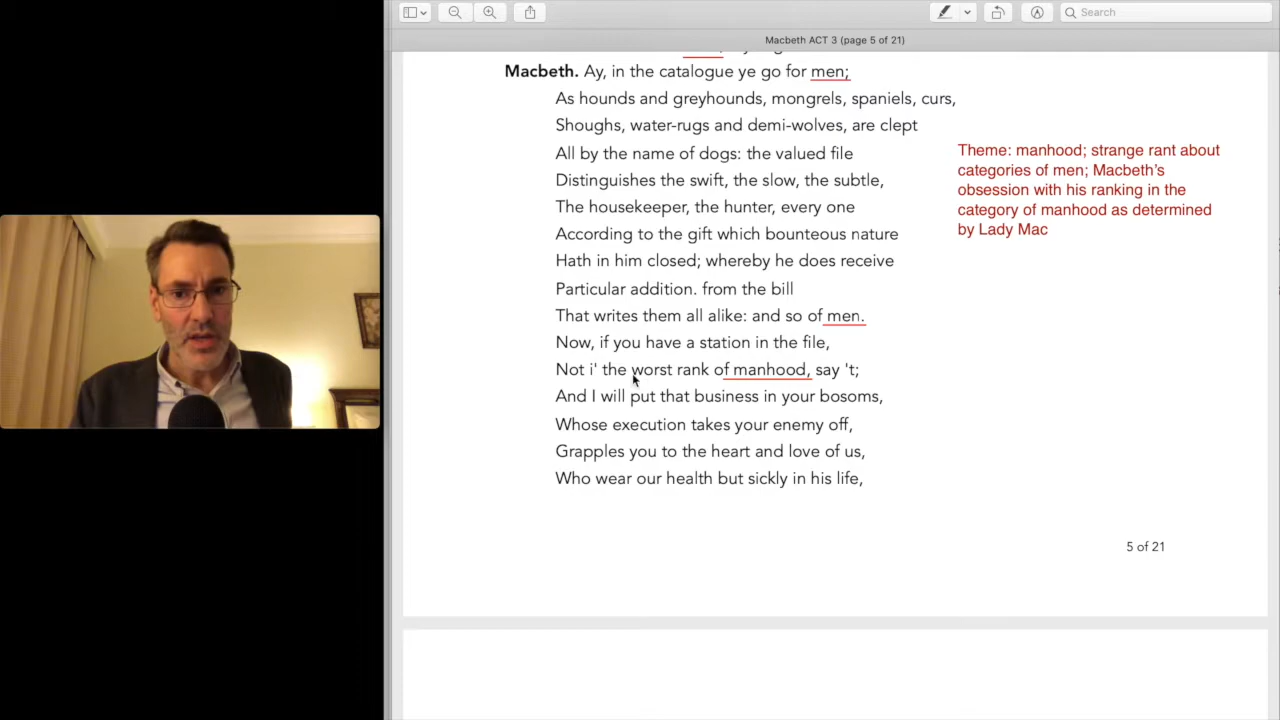 Search
Macbeth ACT 3 (page 5 of 21)
Macbeth. Ay, in the catalogue ye go for men;
As hounds and greyhounds, mongrels, spaniels, curs,
Shoughs, water-rugs and demi-wolves, are clept
All by the name of dogs: the valued file
Distinguishes the swift, the slow, the subtle,
The housekeeper, the hunter, every one
According to the gift which bounteous nature
Hath in him closed; whereby he does receive
Particular addition. from the bill
That writes them all alike: and so of men.
Now, if you have a station in the file,
Not i' the worst rank of manhood, say 't;
And I will put that business in your bosoms,
Whose execution takes your enemy off,
Grapples you to the heart and love of us,
Who wear our health but sickly in his life,
Theme: manhood; strange rant about
categories of men; Macbeth's
obsession with his ranking in the
category of manhood as determined
by Lady Mac
5 of 21